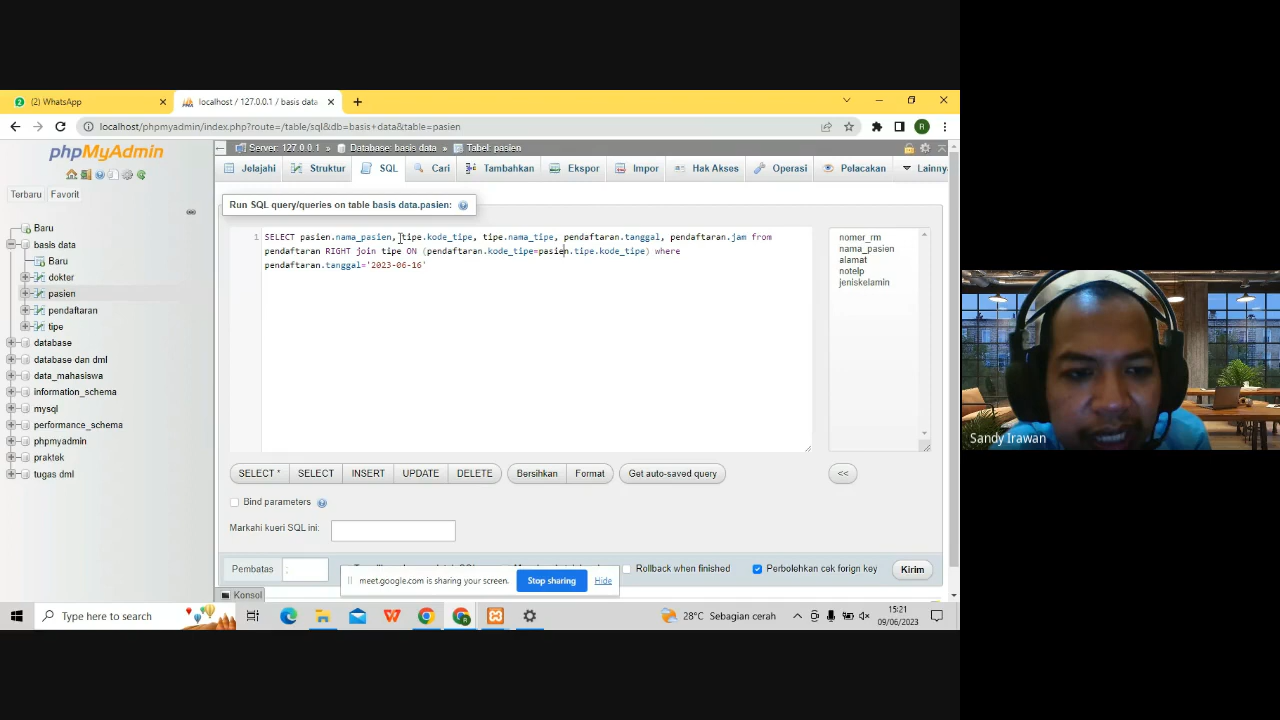 (2) WhatsApp
localhost / 127.0.0.1 / basis data
localhost/phpmyadmin/index.php?route=/table/sql&db=basis+data&table=pasien
phpMyAdmin
Terbaru Favorit
Baru
basis data
Baru
dokter
pasien
pendaftaran
tipe
database
database dan dml
data_mahasiswa
information_schema
mysql
performance_schema
phpmyadmin
praktek
tugas dml
Server: 127.0.0.1 » Database: basis data » Table: pasien
Jelajahi Struktur SQL Cari Tambahkan Ekspor Impor Hak Akses Operasi Pelacakan Lainny
Run SQL query/queries on table basis data.pasien:
1 SELECT pasien.nama_pasien, tipe.kode_tipe, tipe.nama_tipe, pendaftaran.tanggal, pendaftaran.jam from
pendaftaran RIGHT join tipe ON (pendaftaran.kode_tipe=pasien.tipe.kode_tipe) where
pendaftaran.tanggal='2023-06-16'
nomer_rm
nama_pasien
alamat
notelp
jeniskelamin
SELECT * SELECT INSERT UPDATE DELETE Bersihkan Format Get auto-saved query <<
Bind parameters
Markahi kueri SQL ini:
Pembatas ; Rollback when finished Perbolehkan cek forign key Kirim
meet.google.com is sharing your screen. Stop sharing Hide
Konsol
Type here to search
28°C Sebagian cerah
15:21
09/06/2023
Sandy Irawan